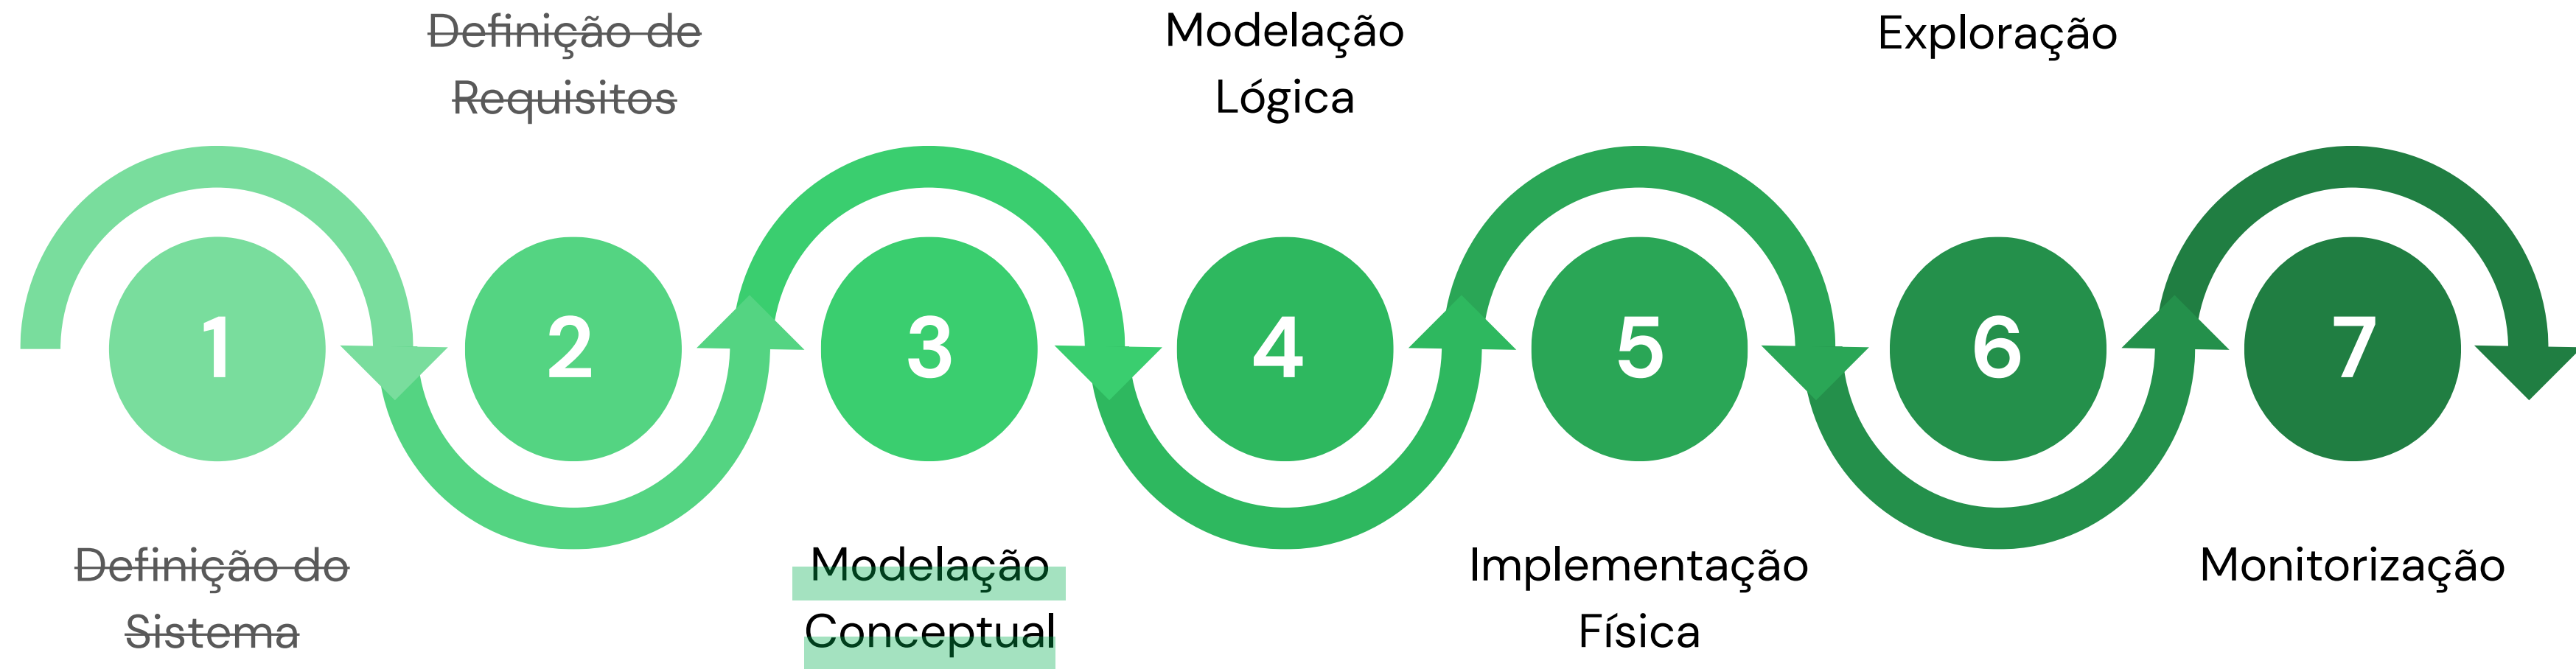 Definição de
Requisitos
Modelação
Lógica
Exploração
1
2
3
4
5
6
7
Definição do
Sistema
Modelação
Conceptual
Implementação
Física
Monitorização